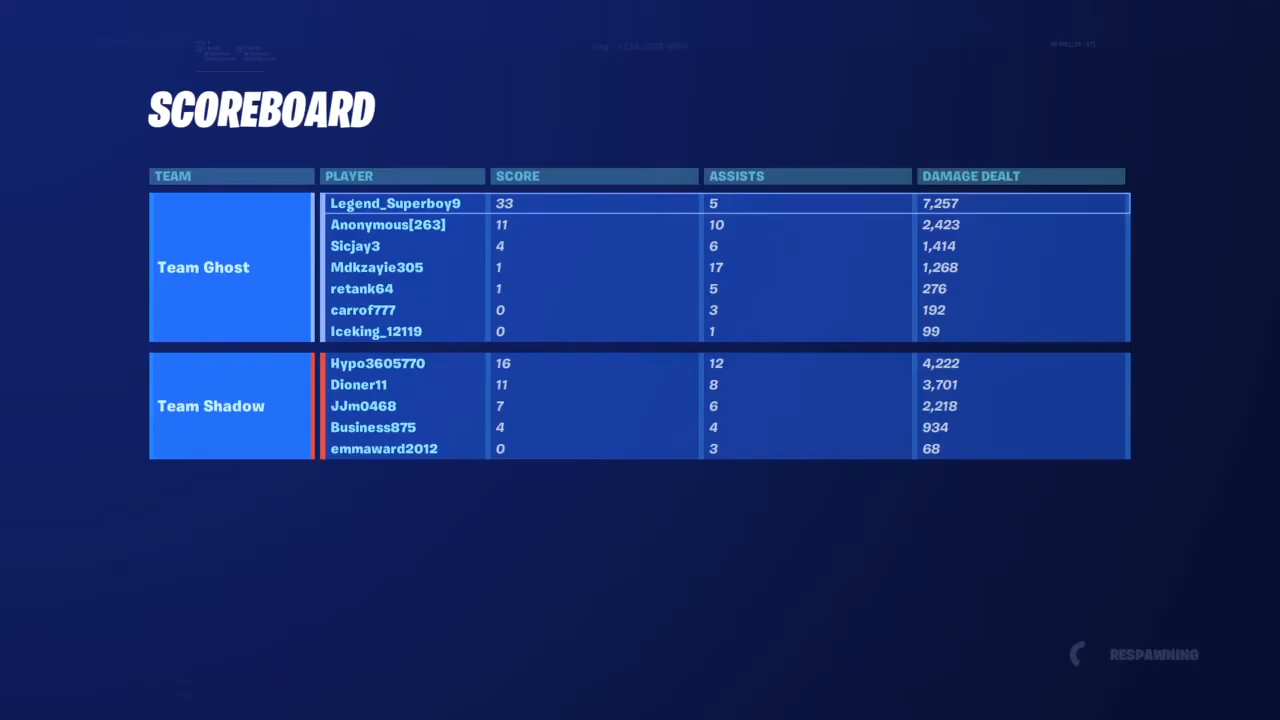 SCOREBOARD
TEAM PLAYER SCORE ASSISTS DAMAGE DEALT
Team Ghost
Legend_Superboy9 33 5 7,257
Anonymous[263] 11 10 2,423
Sicjay3 4 6 1,414
Mdkzayie305 1 17 1,268
retank64 1 5 276
carrof777 0 3 192
Iceking_12119 0 1 99
Team Shadow
Hypo3605770 16 12 4,222
Dioner11 11 8 3,701
JJm0468 7 6 2,218
Business875 4 4 934
emmaward2012 0 3 68
RESPAWNING